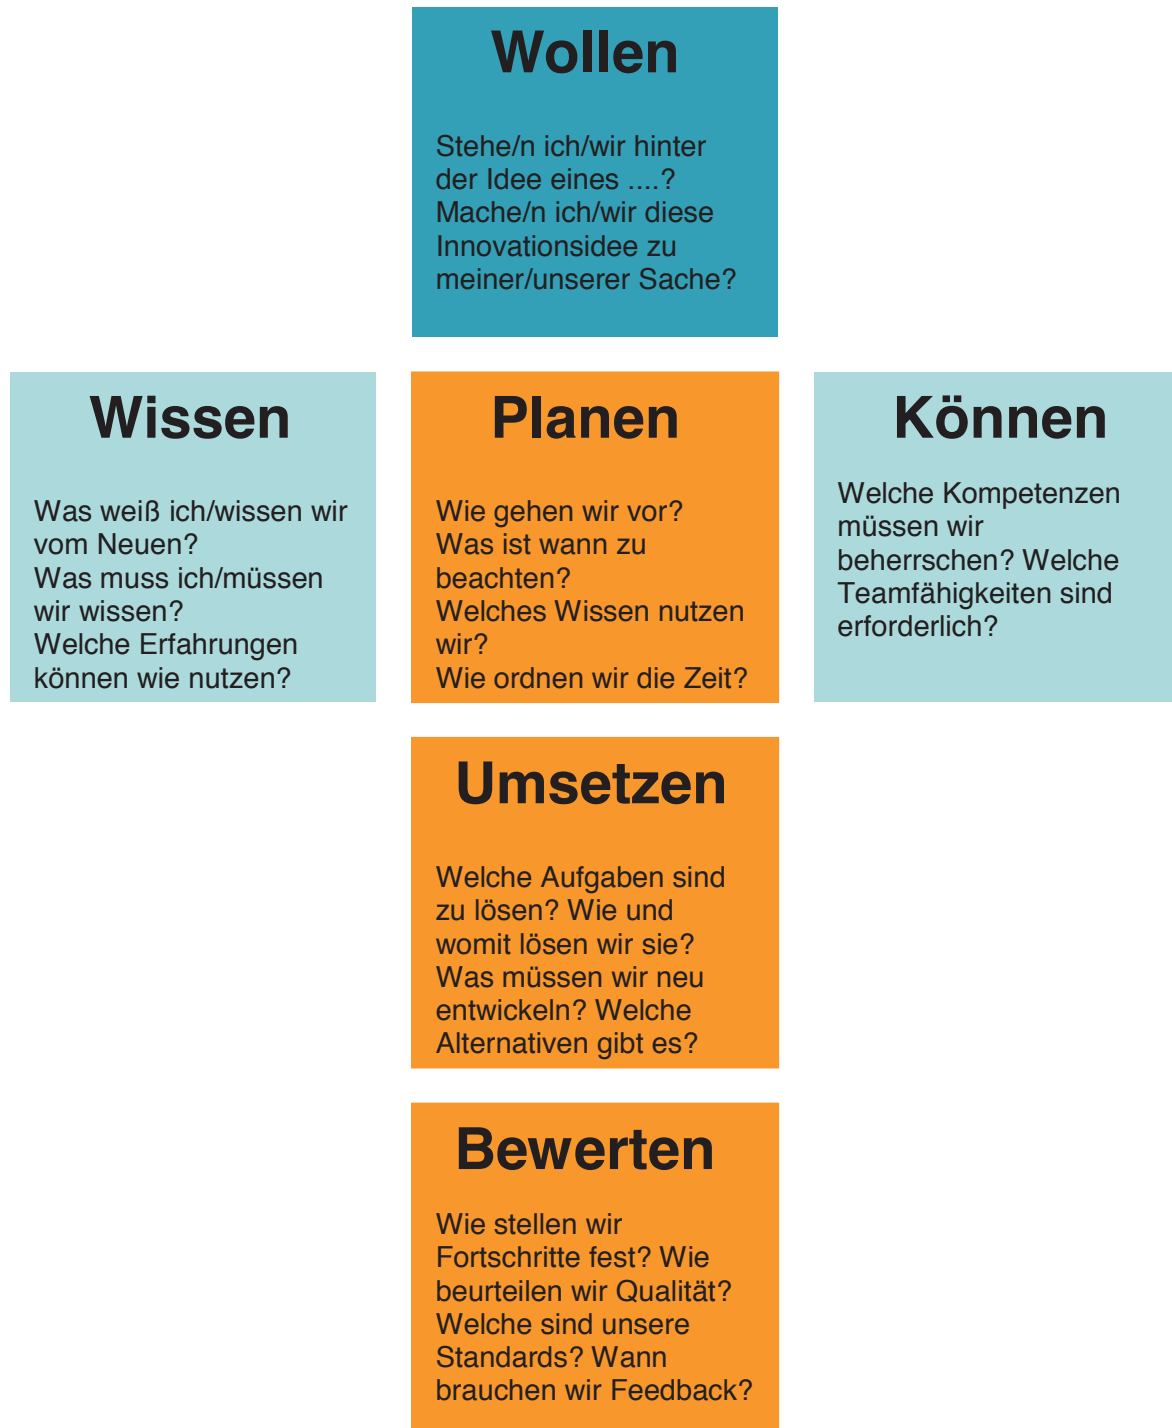 Wollen
Stehe/n ich/wir hinter
der Idee eines ....?
Mache/n ich/wir diese
Innovationsidee zu
meiner/unserer Sache?
Wissen
Was weiß ich/wissen wir
vom Neuen?
Was muss ich/müssen
wir wissen?
Welche Erfahrungen
können wie nutzen?
Planen
Wie gehen wir vor?
Was ist wann zu
beachten?
Welches Wissen nutzen
wir?
Wie ordnen wir die Zeit?
Können
Welche Kompetenzen
müssen wir
beherrschen? Welche
Teamfähigkeiten sind
erforderlich?
Umsetzen
Welche Aufgaben sind
zu lösen? Wie und
womit lösen wir sie?
Was müssen wir neu
entwickeln? Welche
Alternativen gibt es?
Bewerten
Wie stellen wir
Fortschritte fest? Wie
beurteilen wir Qualität?
Welche sind unsere
Standards? Wann
brauchen wir Feedback?